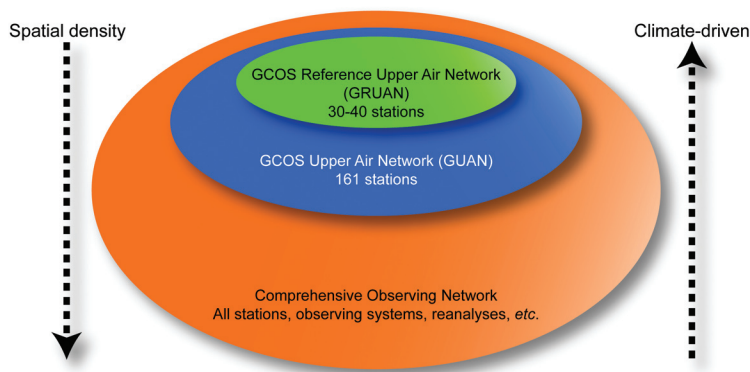 Spatial density
Climate-driven
GCOS Reference Upper Air Network
(GRUAN)
30-40 stations
GCOS Upper Air Network (GUAN)
161 stations
Comprehensive Observing Network
All stations, observing systems, reanalyses, etc.